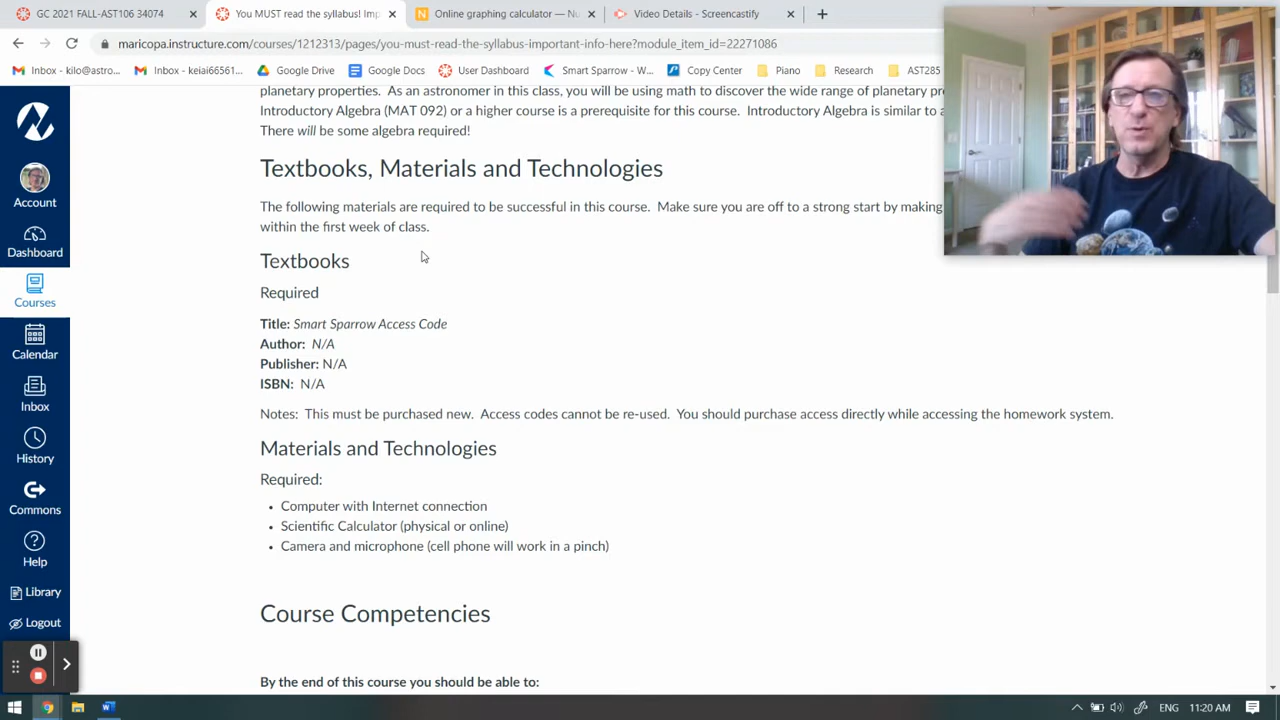 GC 2021 FALL-AST106 34074
You MUST read the syllabus! Imp
Online graphing calculator — Nu
Video Details - Screencastify
maricopa.instructure.com/courses/1212313/pages/you-must-read-the-syllabus-important-info-here?module_item_id=22271086
Inbox - kilo@astro...
Inbox - keiai66561...
Google Drive
Google Docs
User Dashboard
Smart Sparrow - W...
Copy Center
Piano
Research
AST285
planetary properties. As an astronomer in this class, you will be using math to discover the wide range of planetary pr
Introductory Algebra (MAT 092) or a higher course is a prerequisite for this course. Introductory Algebra is similar to a
There will be some algebra required!
Textbooks, Materials and Technologies
The following materials are required to be successful in this course. Make sure you are off to a strong start by making
within the first week of class.
Textbooks
Required
Title: Smart Sparrow Access Code
Author: N/A
Publisher: N/A
ISBN: N/A
Notes: This must be purchased new. Access codes cannot be re-used. You should purchase access directly while accessing the homework system.
Materials and Technologies
Required:
• Computer with Internet connection
• Scientific Calculator (physical or online)
• Camera and microphone (cell phone will work in a pinch)
Course Competencies
By the end of this course you should be able to:
Account
Dashboard
Courses
Calendar
Inbox
History
Commons
Help
Library
Logout
ENG
11:20 AM